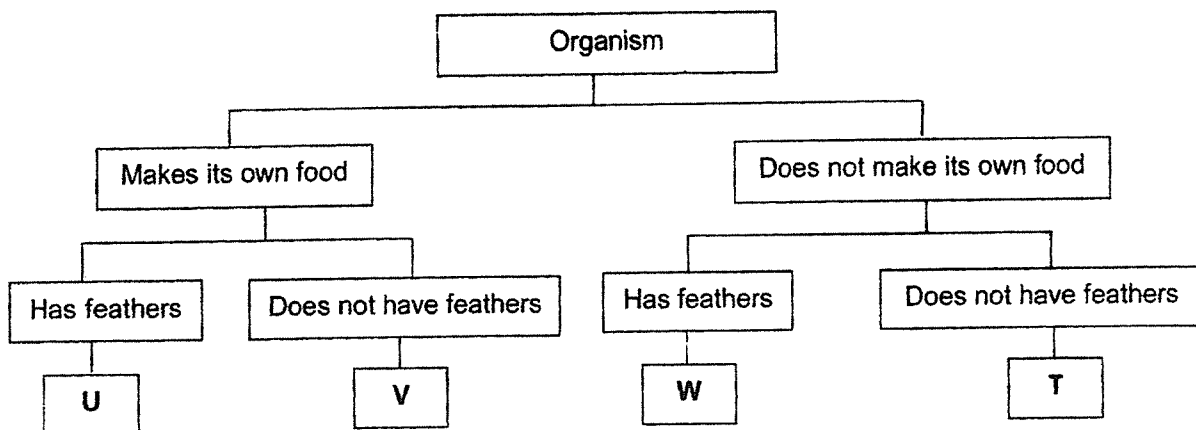 Organism
Makes its own food
Does not make its own food
Has feathers
Does not have feathers
Has feathers
Does not have feathers
U
V
W
T